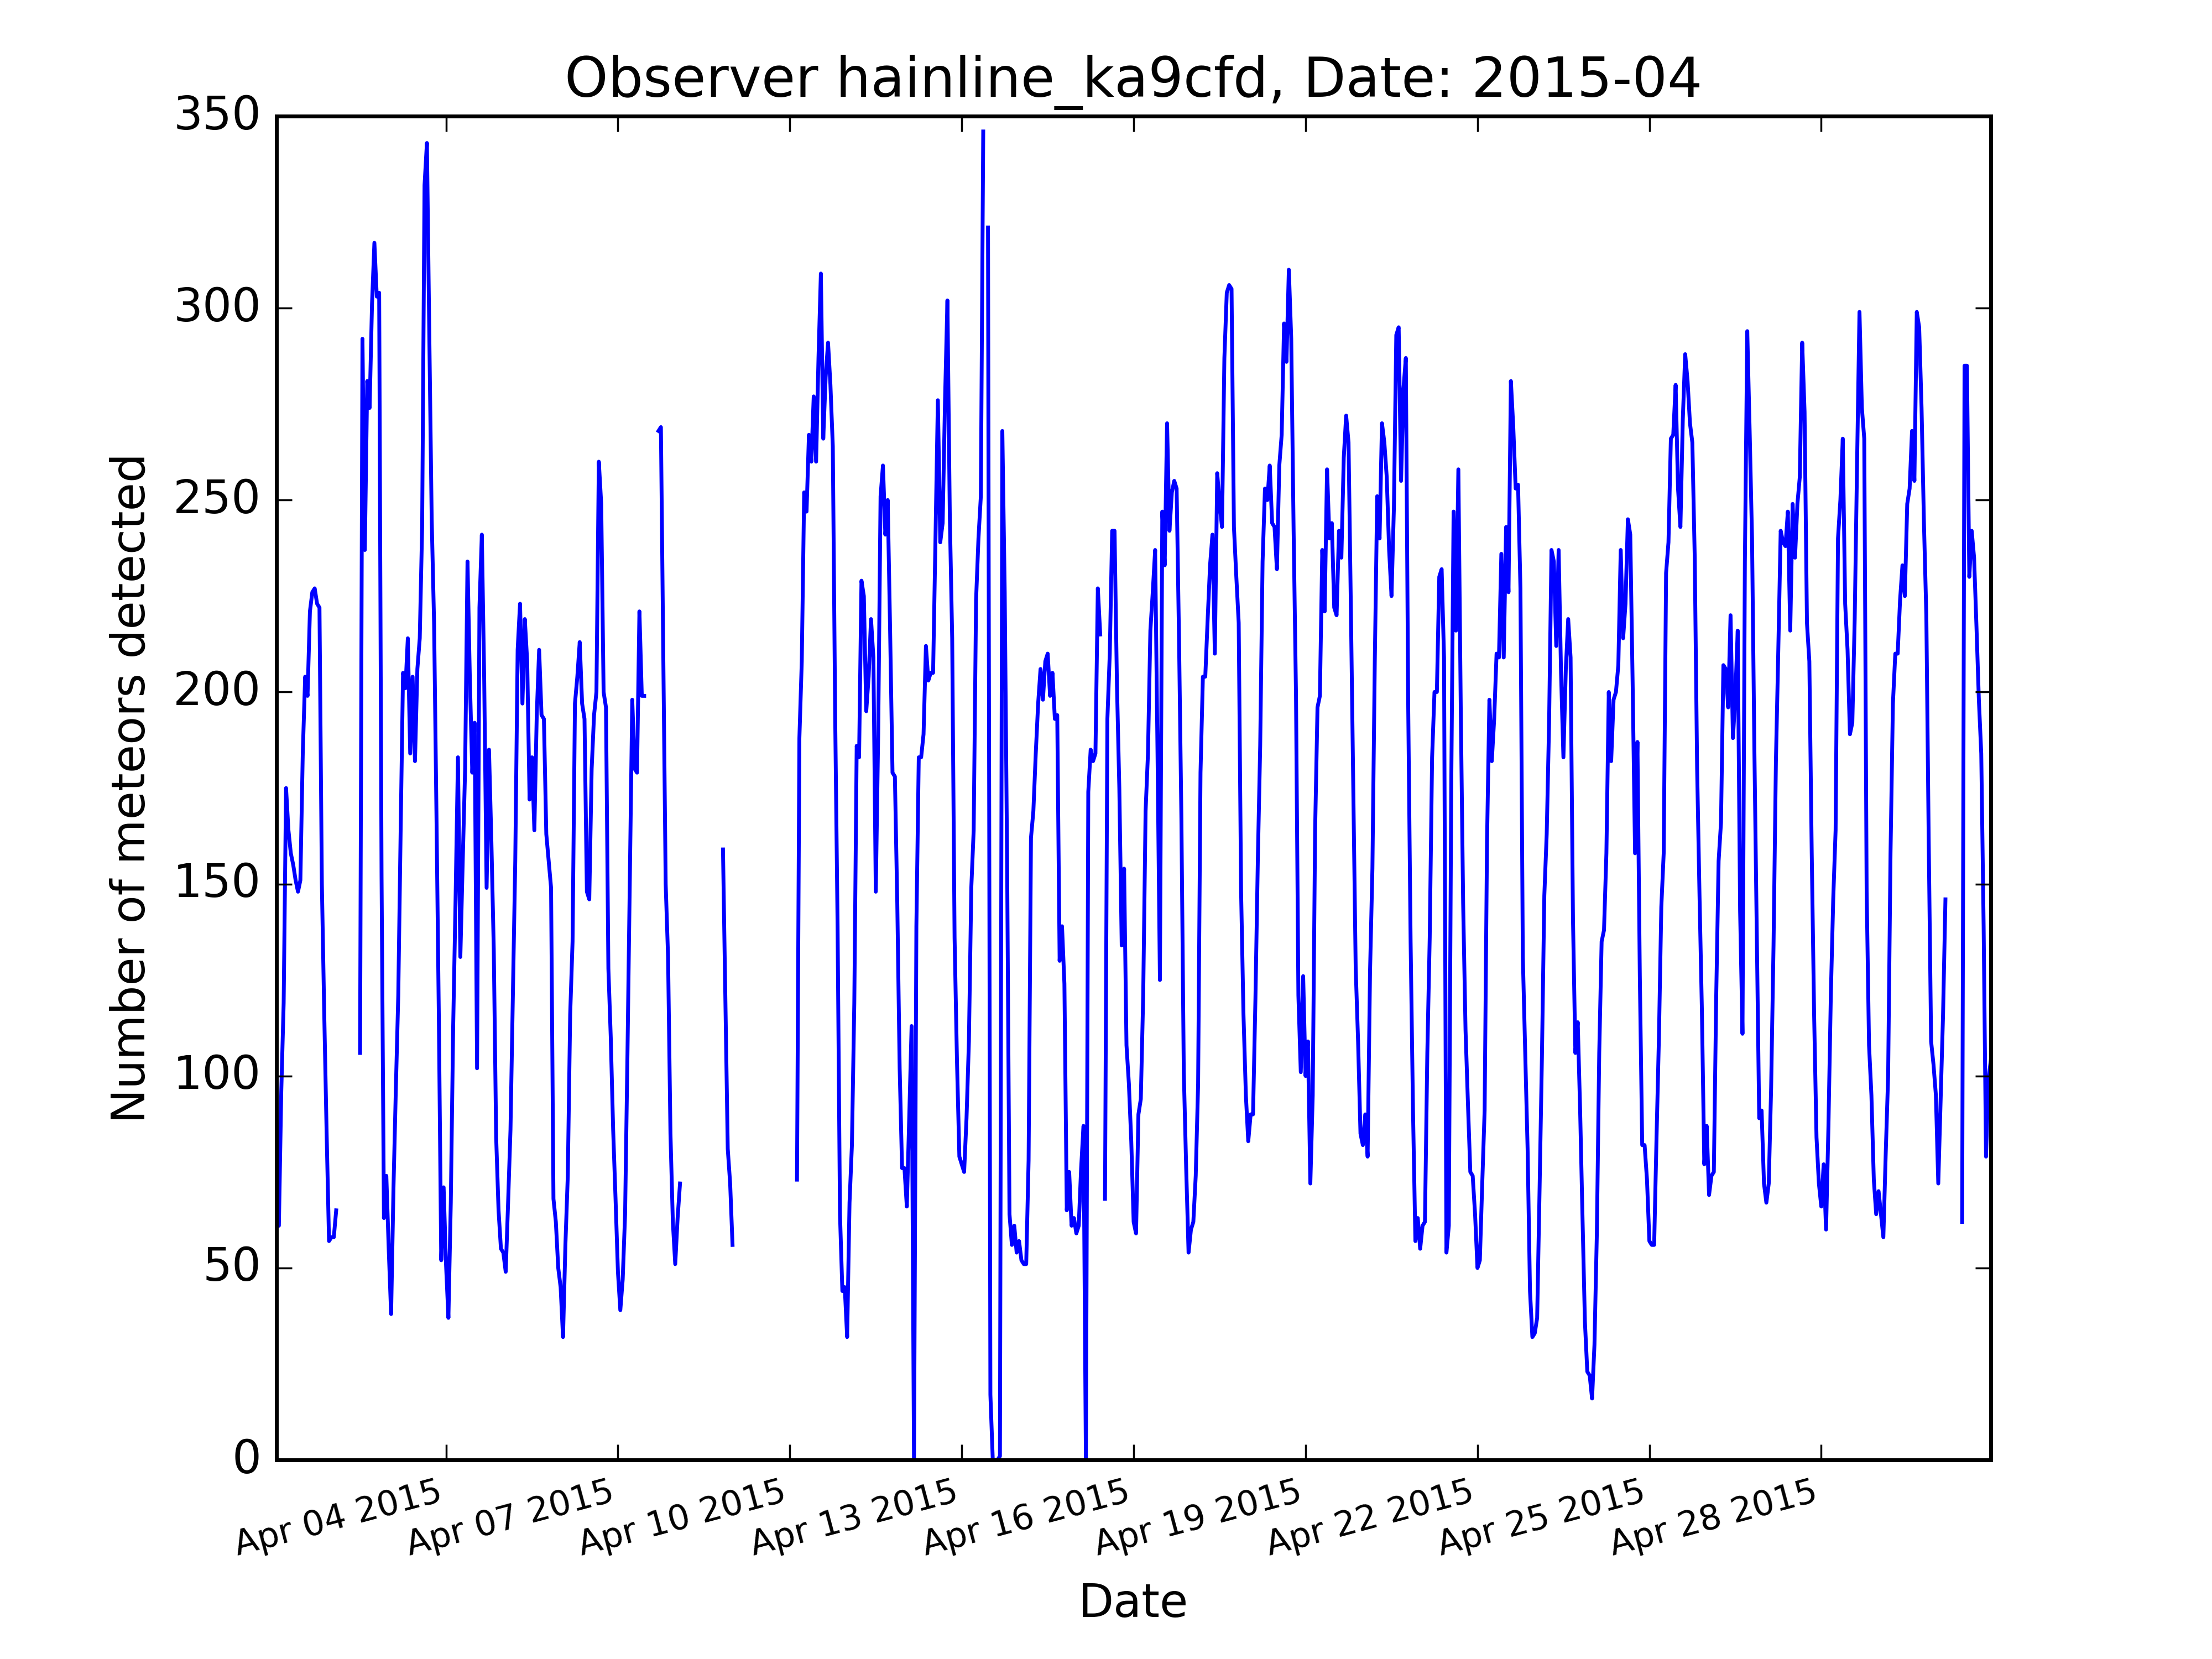 Observer hainline_ka9cfd, Date: 2015-04
350
300
250
200
150
100
50
0
Number of meteors detected
Apr 04 2015
Apr 07 2015
Apr 10 2015
Apr 13 2015
Apr 16 2015
Apr 19 2015
Apr 22 2015
Apr 25 2015
Apr 28 2015
Date